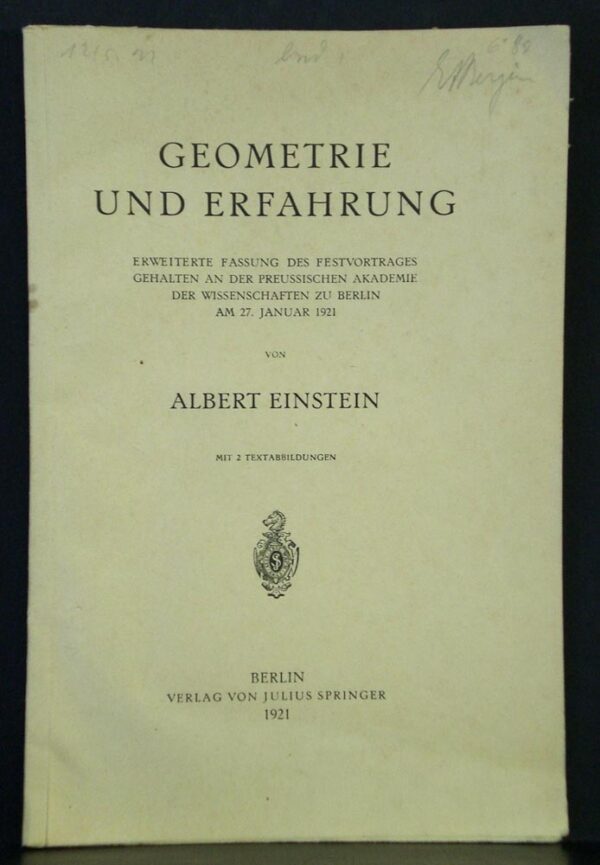 GEOMETRIE
UND ERFAHRUNG
ERWEITERTE FASSUNG DES FESTVORTRAGES
GEHALTEN AN DER PREUSSISCHEN AKADEMIE
DER WISSENSCHAFTEN ZU BERLIN
AM 27. JANUAR 1921
VON
ALBERT EINSTEIN
MIT 2 TEXTABBILDUNGEN
BERLIN
VERLAG VON JULIUS SPRINGER
1921